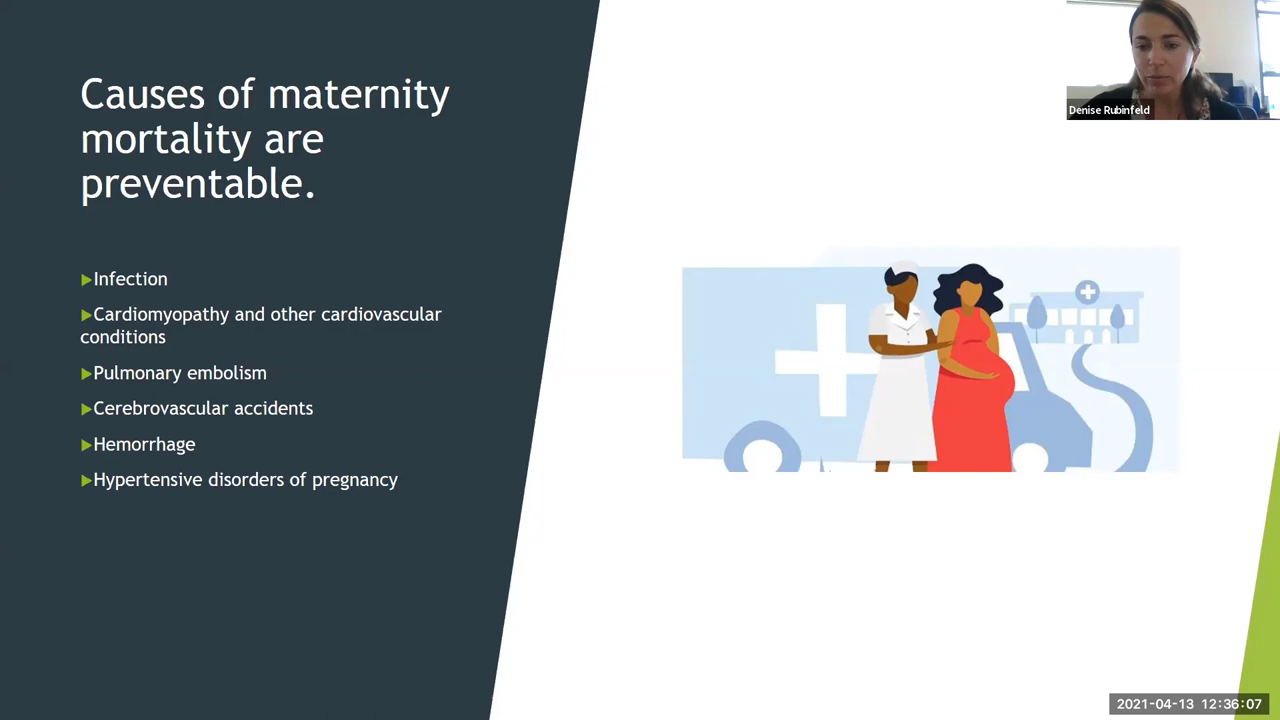 Causes of maternity
mortality are
preventable.
Infection
Cardiomyopathy and other cardiovascular
conditions
Pulmonary embolism
Cerebrovascular accidents
Hemorrhage
Hypertensive disorders of pregnancy
Denise Rubinfeld
2021-04-13 12:36:07